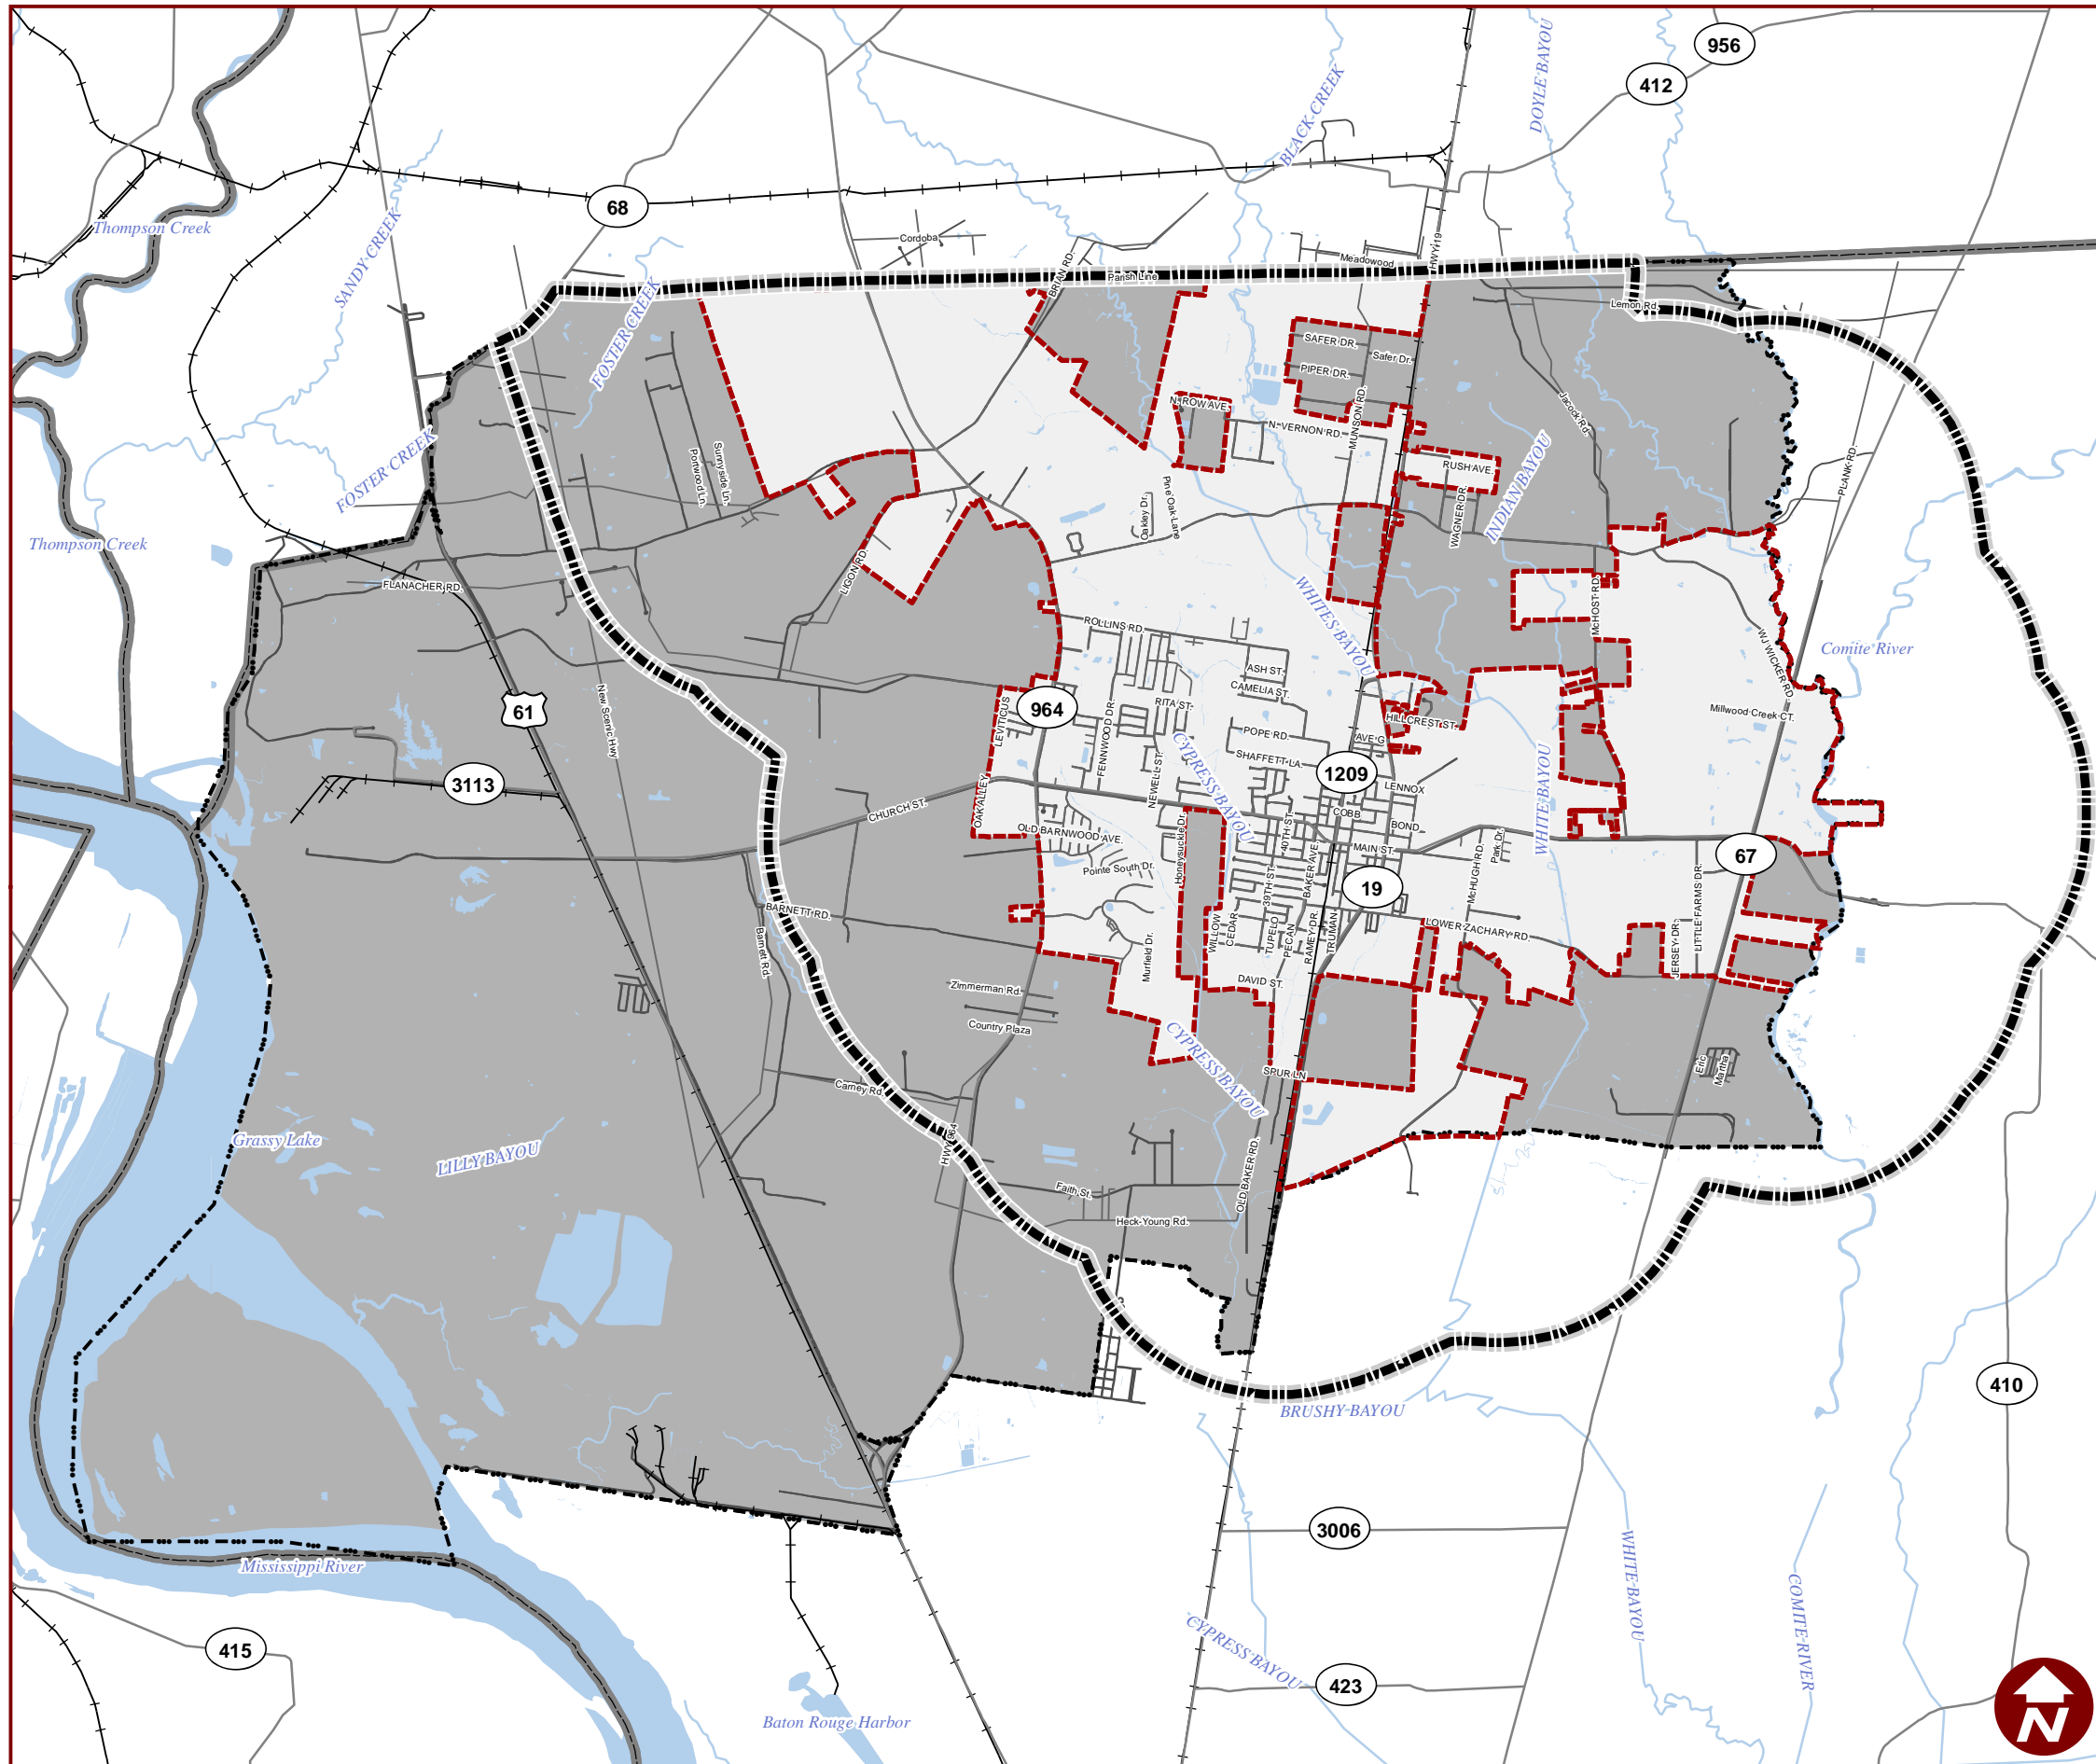 956
412
DOYLE BAYOU
BLACK CREEK
68
Thompson Creek
SANDY CREEK
Cordoba
HWY 19
Meadowood
BRIAN RD.
Parish Line
FOSTER CREEK
Lemon Rd.
SAFER DR.
Safer Dr.
PIPER DR.
N. ROW AVE.
MUNSON RD.
N. VERNON RD.
Jacock Rd.
FOSTER CREEK
Portwood Ln.
Sunnyside Ln.
RUSH AVE.
PLANK RD.
WAGNER DR.
INDIAN BAYOU
Oakley Dr.
Pine Oak Lane
Thompson Creek
FLANACHER RD.
LIGON RD.
WHITES BAYOU
McHOST RD.
ROLLINS RD.
WJ WICKER RD.
Comite River
ASH ST.
CAMELIA ST.
61
New Scenic Hwy
964
LEVITICUS
FENNWOOD DR.
RITA ST.
HILLCREST ST.
Millwood Creek CT.
POPE RD.
AVE G
SHAFFETT LA.
CYPRESS BAYOU
NEWELL ST.
3113
1209
LENNOX
WHITE BAYOU
CHURCH ST.
OAK ALLEY
COBB
BOND
OLD BARNWOOD AVE.
Honeysuckle Dr.
40TH ST.
MAIN ST.
Park Dr.
67
Pointe South Dr.
39TH ST.
BAKER AVE.
19
McHUGH RD.
LITTLE FARMS DR.
BARNETT RD.
Barnett Rd.
WILLOW
CEDAR
TUPELO
PECAN
RAMEY DR.
TRUMAN
LOWER ZACHARY RD.
JERSEY DR.
Murfield Dr.
DAVID ST.
Zimmerman Rd.
Country Plaza
CYPRESS BAYOU
SPUR LN
Eric
Martha
Carney Rd.
HWY 964
Grassy Lake
LILLY BAYOU
OLD BAKER RD.
Faith St.
Heck-Young Rd.
410
BRUSHY BAYOU
3006
WHITE BAYOU
COMITE RIVER
Mississippi River
415
CYPRESS BAYOU
423
Baton Rouge Harbor
N